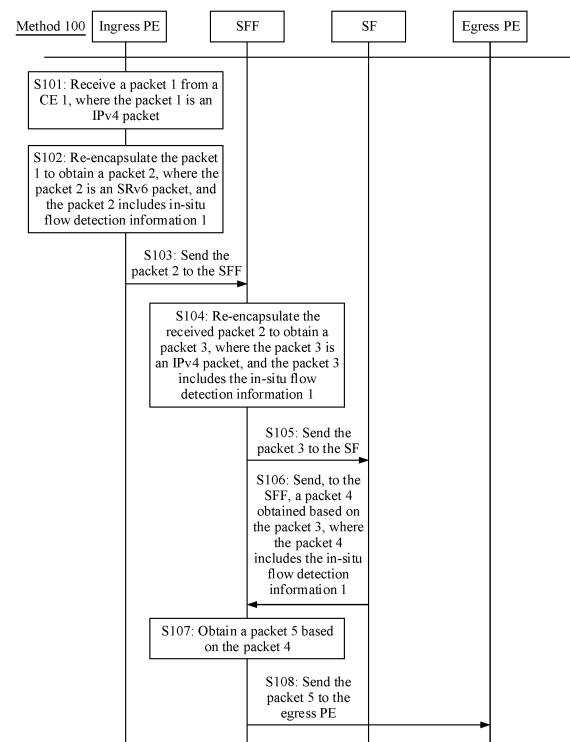 Method 100
Ingress PE
SFF
SF
Egress PE
S101: Receive a packet 1 from a
CE 1, where the packet 1 is an
IPv4 packet
S102: Re-encapsulate the packet
1 to obtain a packet 2, where the
packet 2 is an SRv6 packet, and
the packet 2 includes in-situ
flow detection information 1
S103: Send the
packet 2 to the SFF
S104: Re-encapsulate the
received packet 2 to obtain a
packet 3, where the packet 3 is
an IPv4 packet, and the packet 3
includes the in-situ flow
detection information 1
S105: Send the
packet 3 to the SF
S106: Send, to the
SFF, a packet 4
obtained based on
the packet 3, where
the packet 4
includes the in-situ
flow detection
information 1
S107: Obtain a packet 5 based
on the packet 4
S108: Send the
packet 5 to the
egress PE